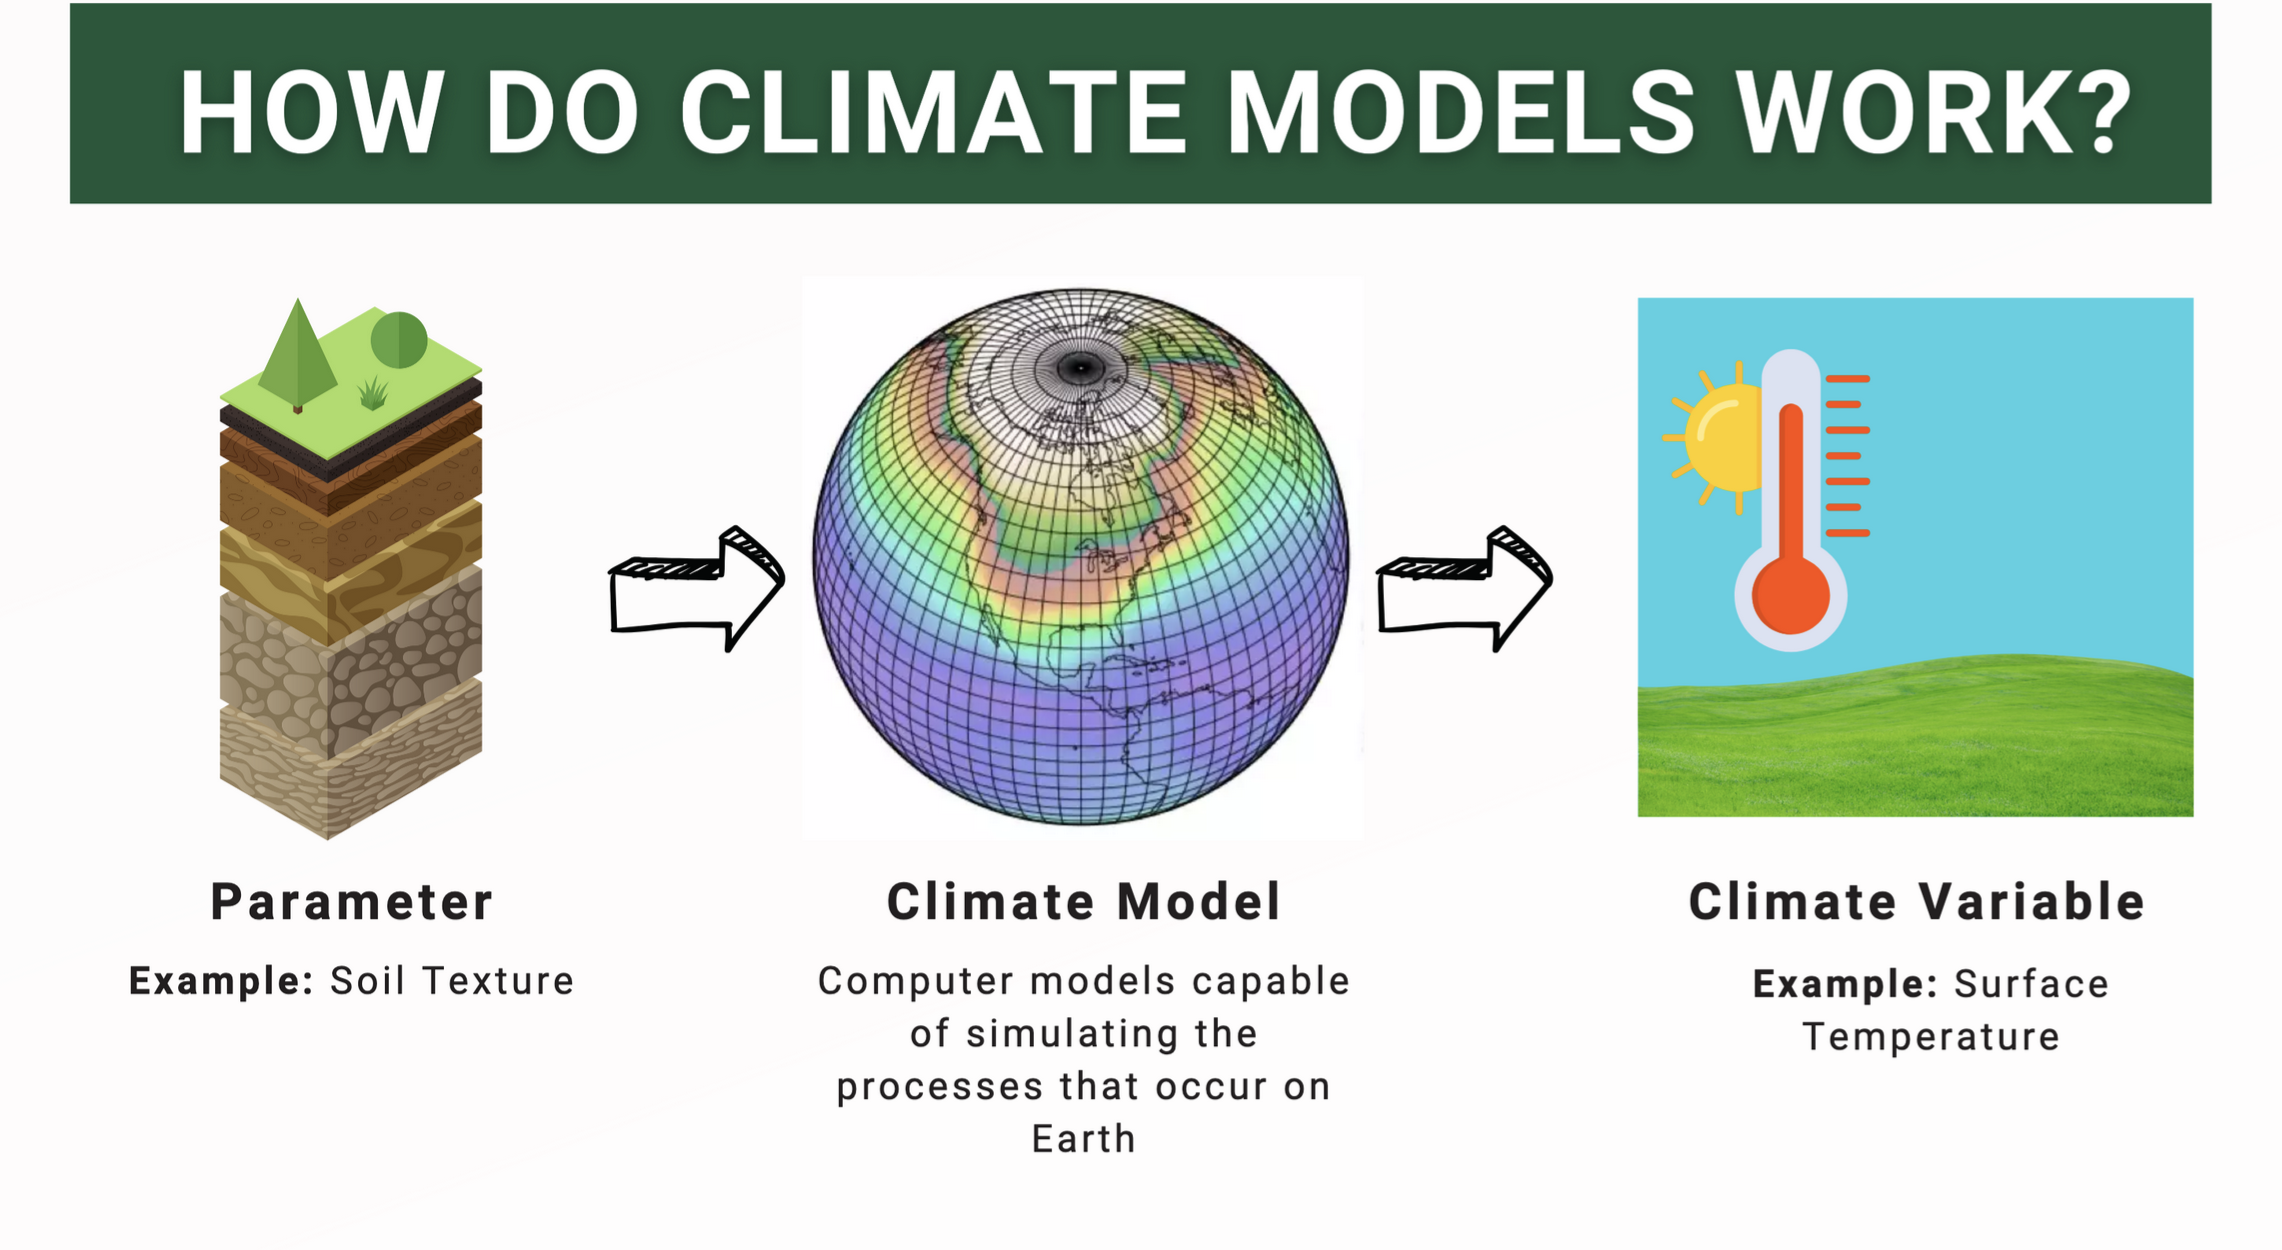 HOW DO CLIMATE MODELS WORK?
Parameter
Example: Soil Texture
Climate Model
Computer models capable
of simulating the
processes that occur on
Earth
Climate Variable
Example: Surface
Temperature